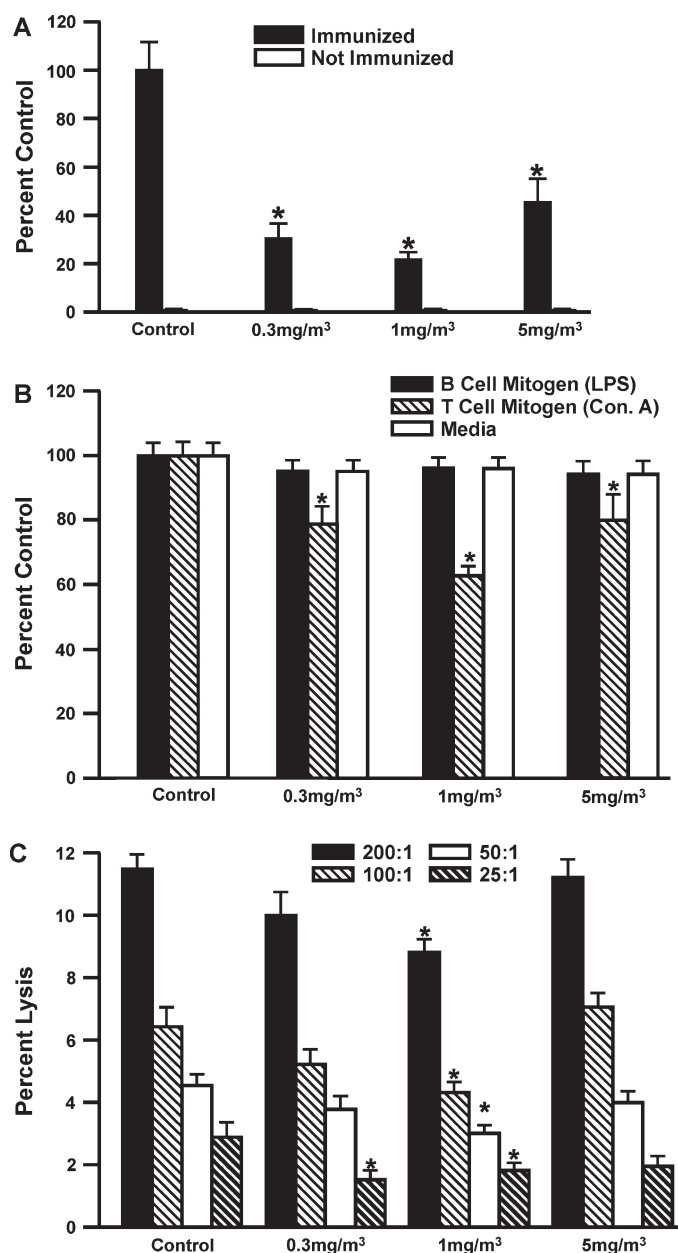 A
120
Immunized
Not Immunized
100
80
60
40
20
0
Percent Control
*
*
*
Control
0.3mg/m³
1mg/m³
5mg/m³
B
120
B Cell Mitogen (LPS)
T Cell Mitogen (Con. A)
Media
100
80
60
40
20
0
Percent Control
*
*
*
Control
0.3mg/m³
1mg/m³
5mg/m³
C
12
200:1 50:1
100:1 25:1
10
8
6
4
2
0
Percent Lysis
*
*
*
*
*
Control
0.3mg/m³
1mg/m³
5mg/m³